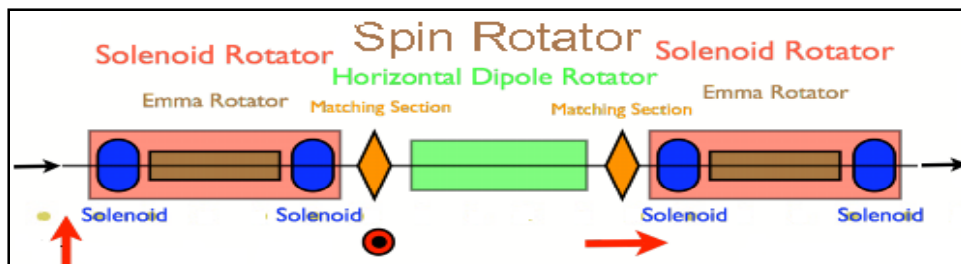 Spin Rotator
Solenoid Rotator
Solenoid Rotator
Horizontal Dipole Rotator
Emma Rotator
Matching Section
Matching Section
Emma Rotator
Solenoid
Solenoid
Solenoid
Solenoid